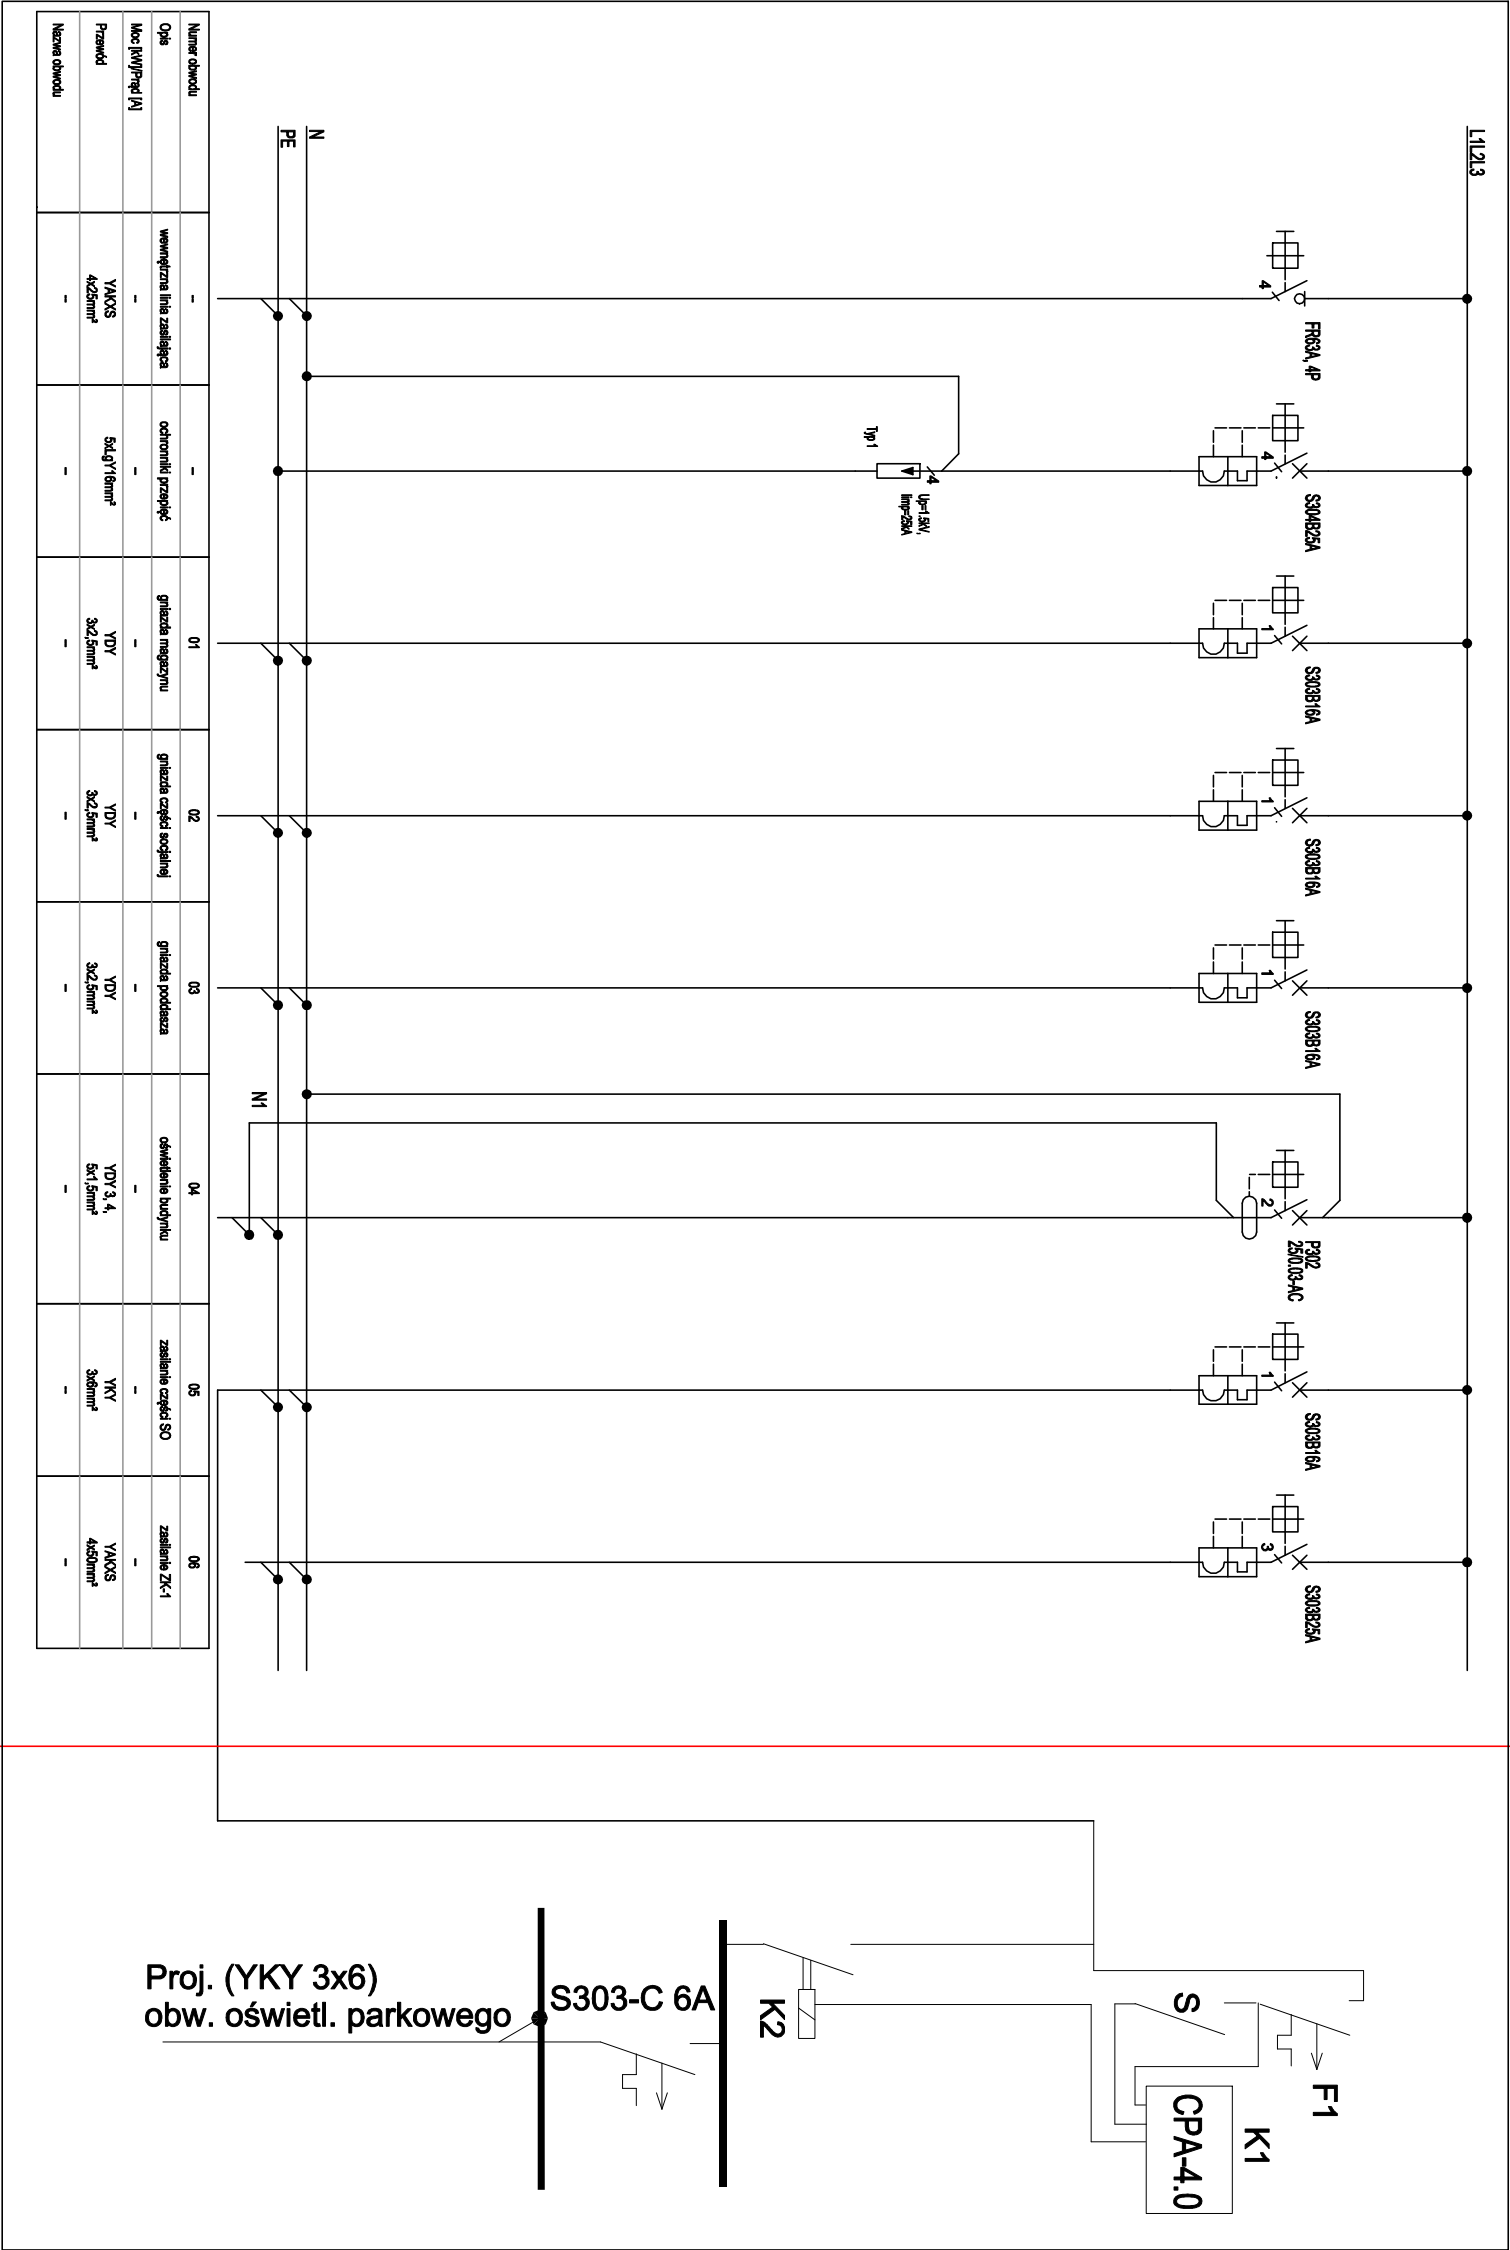 L1L2L3
FR63A, 4P
4
S304B25A
4
S303B16A
1
S303B16A
1
S303B16A
1
P302
25/0.03-AC
2
S303B16A
1
S303B25A
3
Typ 1
4
Up=1.5kV,
Iimp=25kA
N
PE
N1
Numer obwodu
-
-
01
02
03
04
05
06
Opis
wewnętrzna linia zasilająca
ochronniki przepięć
gniazda magazynu
gniazda części socjalnej
gniazda poddasza
oświetlenie budynku
zasilanie części SO
zasilanie ZK-1
Moc [kW]/Prąd [A]
-
-
-
-
-
-
-
-
Przewód
YAKXS
4x25mm²
5xLgY16mm²
YDY
3x2,5mm²
YDY
3x2,5mm²
YDY
3x2,5mm²
YDY 3, 4,
5x1,5mm²
YKY
3x6mm²
YAKXS
4x50mm²
Nazwa obwodu
-
-
-
-
-
-
-
-
F1
S
K1
CPA-4.0
K2
S303-C 6A
Proj. (YKY 3x6)
obw. oświetl. parkowego